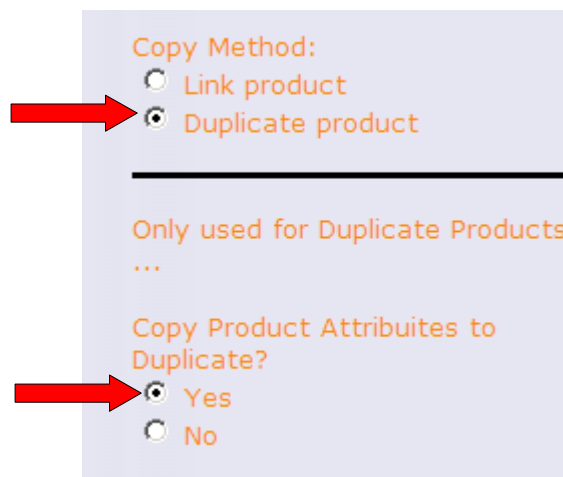 Copy Method:
Link product
Duplicate product
Only used for Duplicate Products
...
Copy Product Attribuites to
Duplicate?
Yes
No